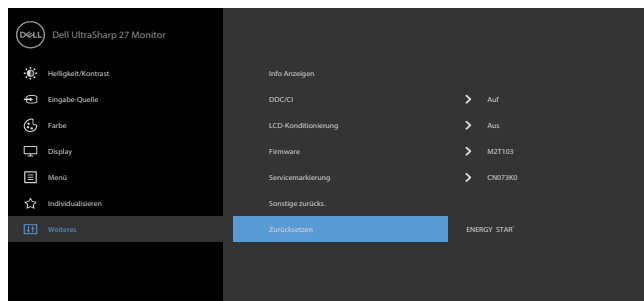 DELL Dell UltraSharp 27 Monitor
Helligkeit/Kontrast
Info Anzeigen
Eingabe-Quelle
DDC/CI
Auf
Farbe
LCD-Konditionierung
Aus
Display
Firmware
M2T103
Menü
Servicemarkierung
CN073K0
Individualisieren
Sonstige zurücks.
Weiteres
Zurücksetzen
ENERGY STAR®